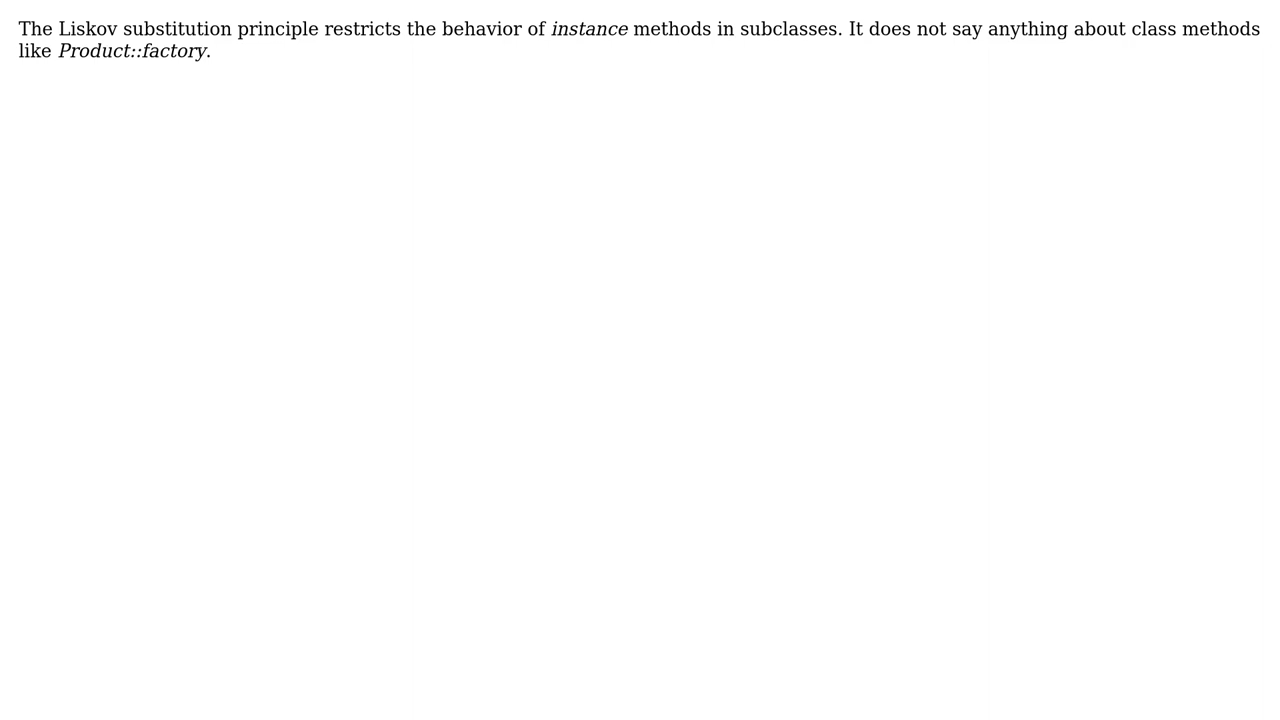 The Liskov substitution principle restricts the behavior of instance methods in subclasses. It does not say anything about class methods
like Product::factory.